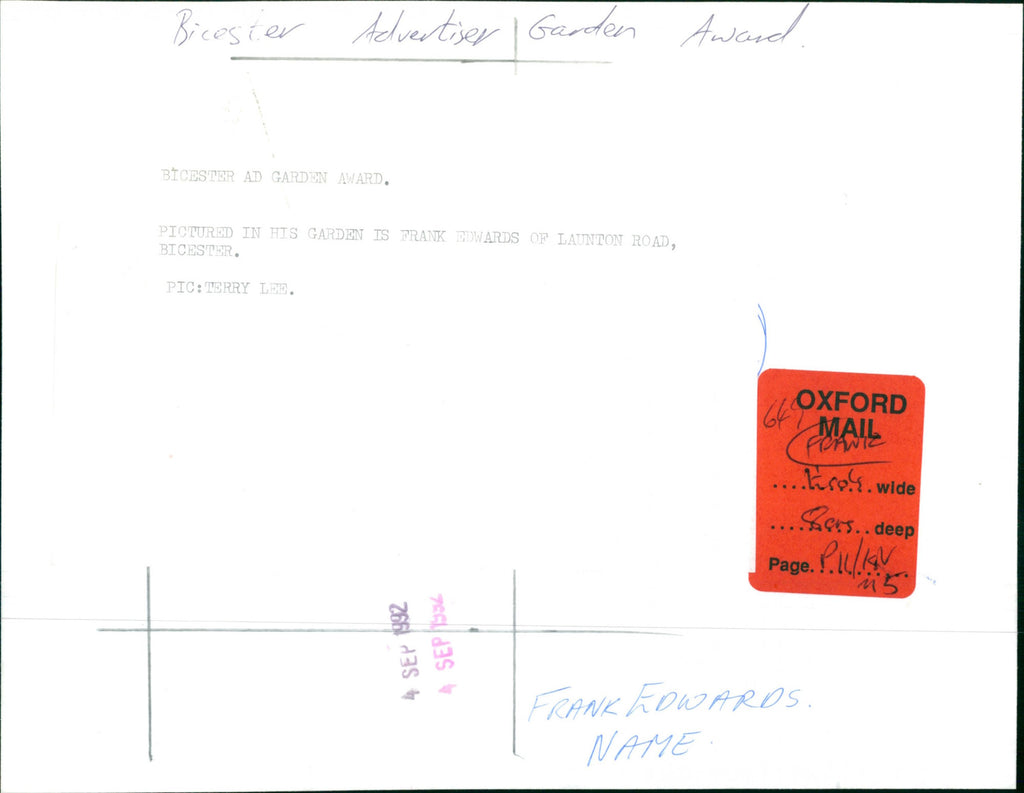 Bicester Advertiser Garden Award.
BICESTER AD GARDEN AWARD.
PICTURED IN HIS GARDEN IS FRANK EDWARDS OF LAUNTON ROAD,
BICESTER.
PIC:TERRY LEE.
OXFORD
649
MAIL
FRANK
wide
deep
Page.
4 SEP 1992
4 SEP 1992
FRANK EDWARDS.
NAME.